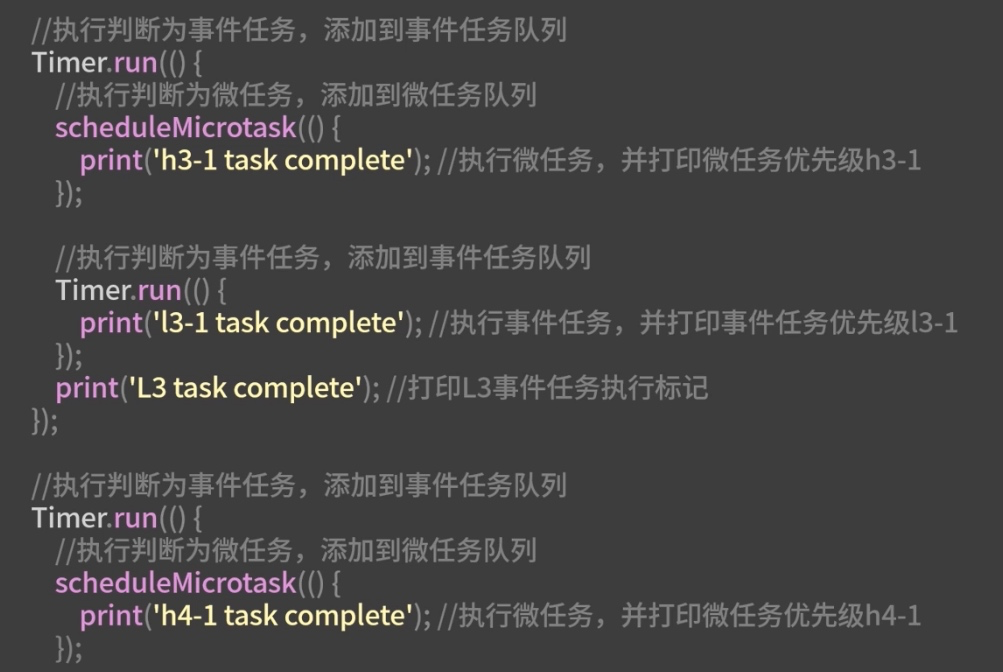 //执行判断为事件任务，添加到事件任务队列
Timer.run(() {
//执行判断为微任务，添加到微任务队列
scheduleMicrotask(() {
print('h3-1 task complete'); //执行微任务，并打印微任务优先级h3-1
});
//执行判断为事件任务，添加到事件任务队列
Timer.run(() {
print('l3-1 task complete'); //执行事件任务，并打印事件任务优先级l3-1
});
print('L3 task complete'); //打印L3事件任务执行标记
});
//执行判断为事件任务，添加到事件任务队列
Timer.run(() {
//执行判断为微任务，添加到微任务队列
scheduleMicrotask(() {
print('h4-1 task complete'); //执行微任务，并打印微任务优先级h4-1
});